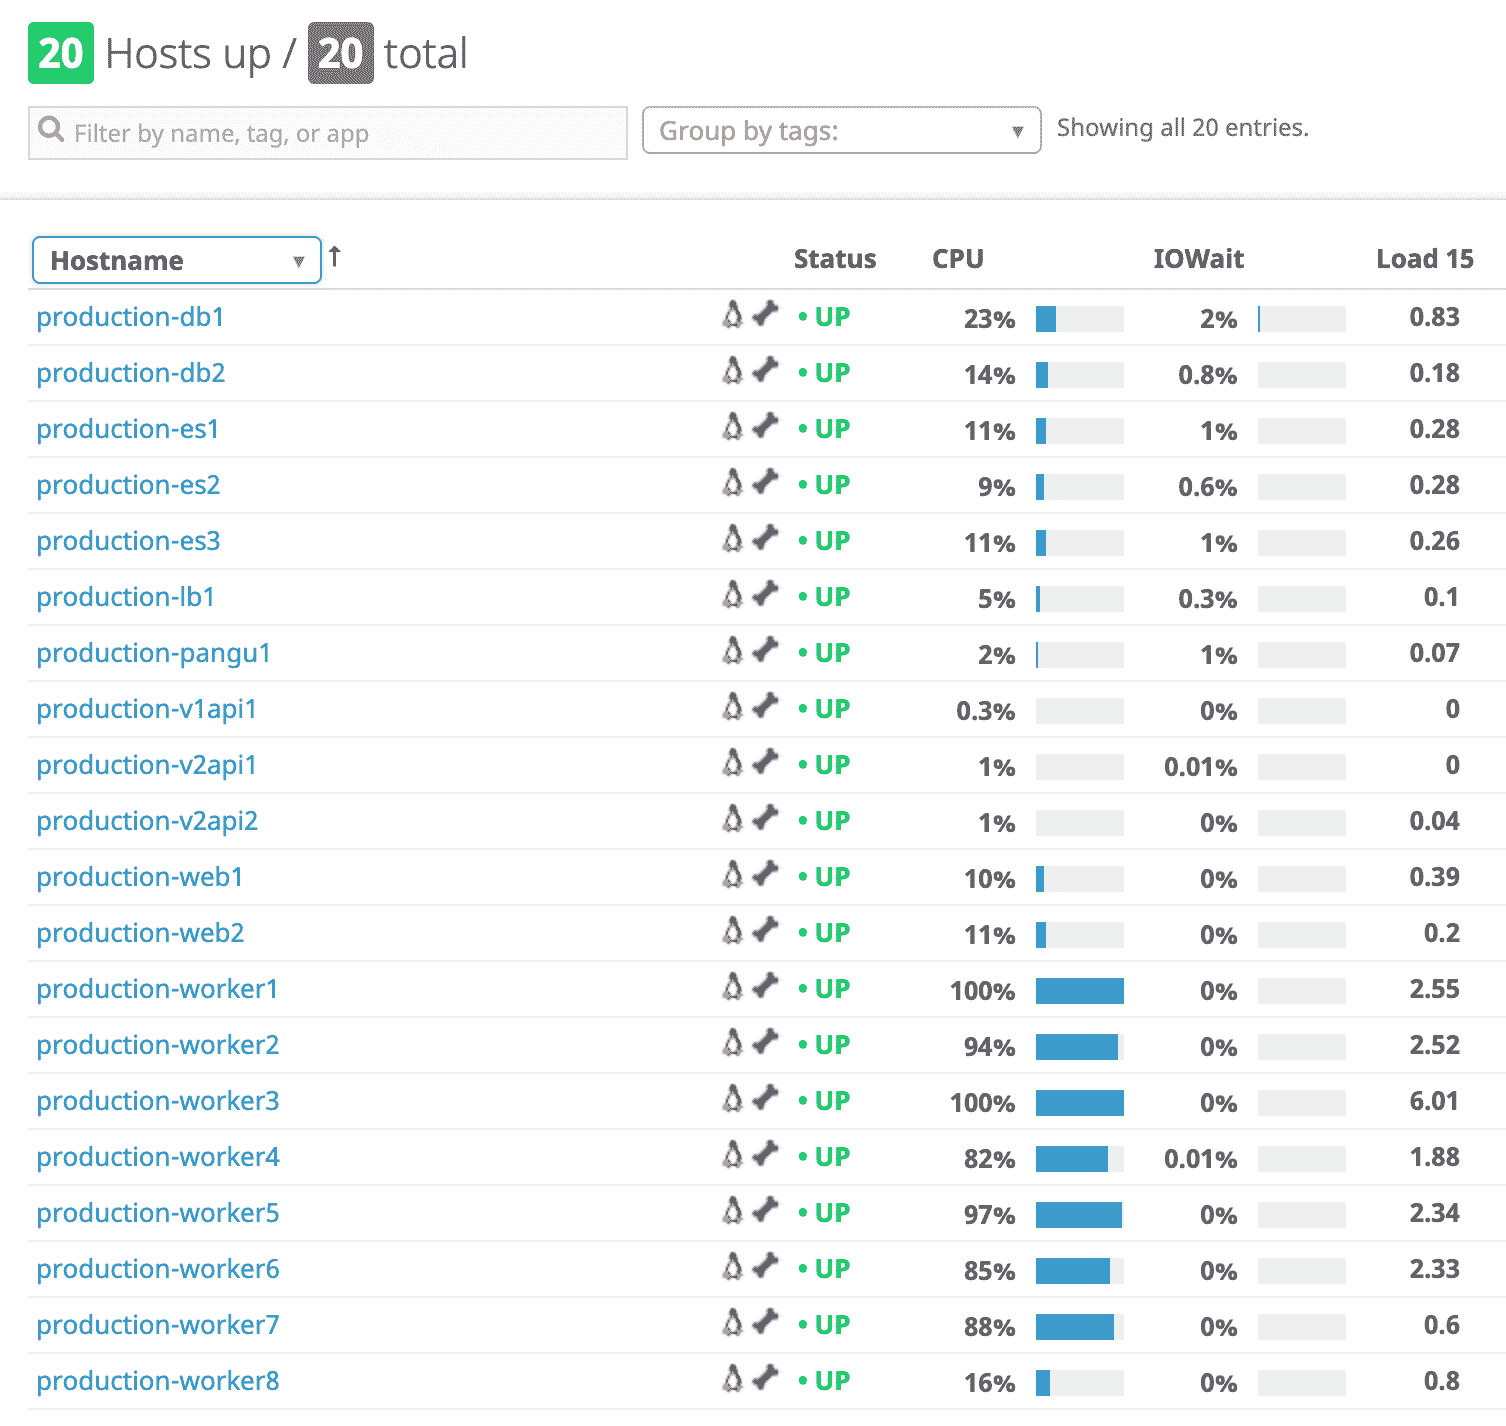 20 Hosts up / 20 total
Filter by name, tag, or app Group by tags: ▼ Showing all 20 entries.
Hostname ▼ ↑ Status CPU IOWait Load 15
production-db1 • UP 23% 2% 0.83
production-db2 • UP 14% 0.8% 0.18
production-es1 • UP 11% 1% 0.28
production-es2 • UP 9% 0.6% 0.28
production-es3 • UP 11% 1% 0.26
production-lb1 • UP 5% 0.3% 0.1
production-pangu1 • UP 2% 1% 0.07
production-v1api1 • UP 0.3% 0% 0
production-v2api1 • UP 1% 0.01% 0
production-v2api2 • UP 1% 0% 0.04
production-web1 • UP 10% 0% 0.39
production-web2 • UP 11% 0% 0.2
production-worker1 • UP 100% 0% 2.55
production-worker2 • UP 94% 0% 2.52
production-worker3 • UP 100% 0% 6.01
production-worker4 • UP 82% 0.01% 1.88
production-worker5 • UP 97% 0% 2.34
production-worker6 • UP 85% 0% 2.33
production-worker7 • UP 88% 0% 0.6
production-worker8 • UP 16% 0% 0.8